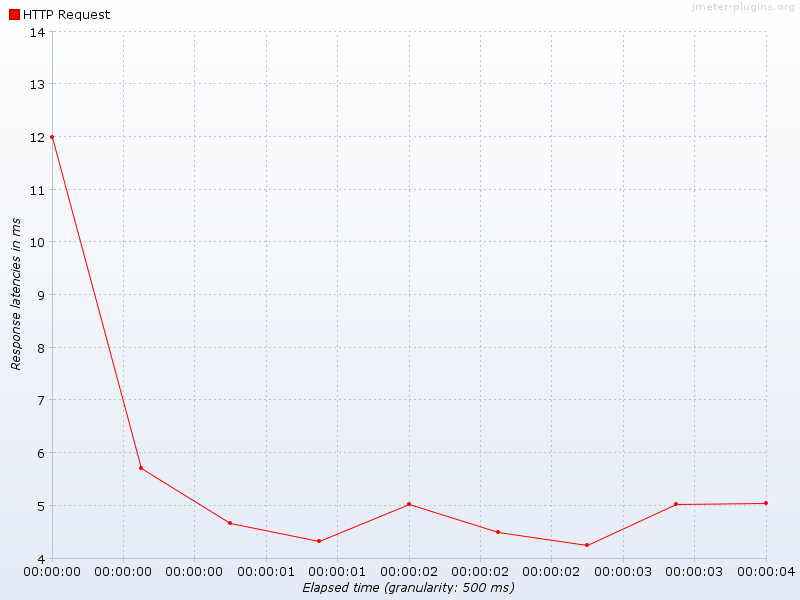 HTTP Request
jmeter-plugins.org
14
13
12
11
10
9
8
7
6
5
4
Response latencies in ms
00:00:00 00:00:00 00:00:00 00:00:01 00:00:01 00:00:02 00:00:02 00:00:02 00:00:03 00:00:03 00:00:04
Elapsed time (granularity: 500 ms)